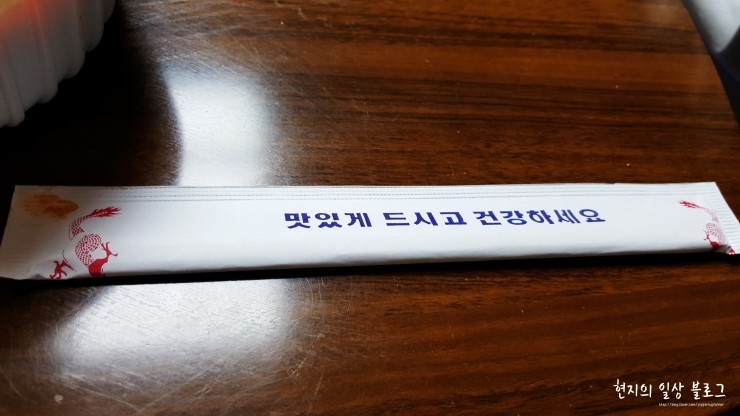 맛있게 드시고 건강하세요
현지의 일상 블로그